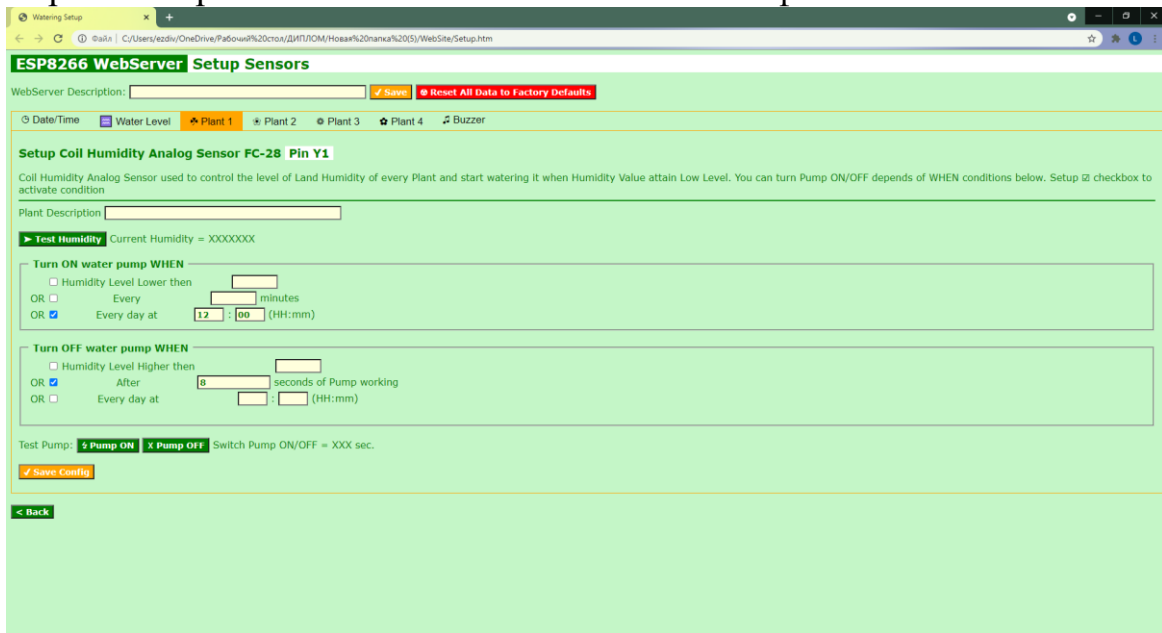 Watering Setup
Файл | C:/Users/ezdiv/OneDrive/Рабочий%20стол/ДИПЛОМ/Новая%20папка%20(5)/WebSite/Setup.htm
L
ESP8266 WebServer Setup Sensors
WebServer Description: ✓ Save Reset All Data to Factory Defaults
Date/Time Water Level Plant 1 Plant 2 Plant 3 Plant 4 Buzzer
Setup Coil Humidity Analog Sensor FC-28 Pin Y1
Coil Humidity Analog Sensor used to control the level of Land Humidity of every Plant and start watering it when Humidity Value attain Low Level. You can turn Pump ON/OFF depends of WHEN conditions below. Setup ☑ checkbox to
activate condition
Plant Description
➤ Test Humidity Current Humidity = XXXXXXX
Turn ON water pump WHEN
Humidity Level Lower then
OR Every minutes
OR Every day at 12 : 00 (HH:mm)
Turn OFF water pump WHEN
Humidity Level Higher then
OR After 8 seconds of Pump working
OR Every day at : (HH:mm)
Test Pump: Pump ON X Pump OFF Switch Pump ON/OFF = XXX sec.
✓ Save Config
< Back